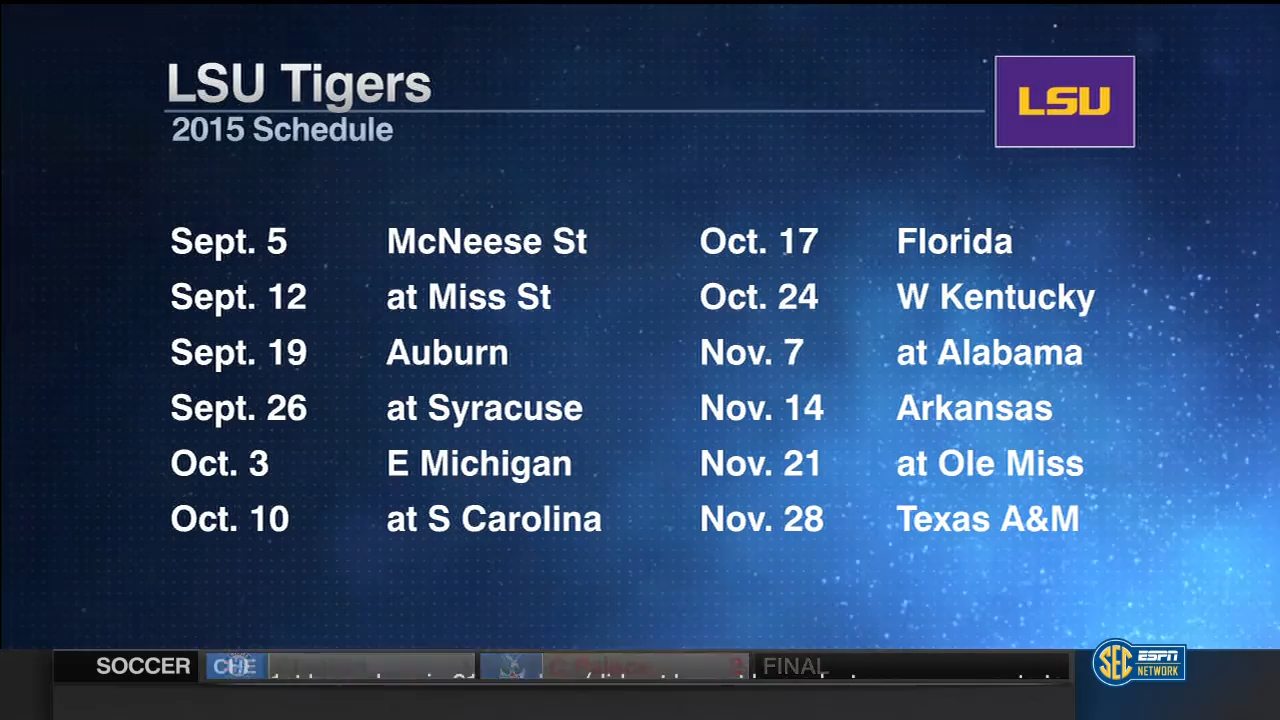 LSU Tigers
2015 Schedule
LSU
Sept. 5 McNeese St
Sept. 12 at Miss St
Sept. 19 Auburn
Sept. 26 at Syracuse
Oct. 3 E Michigan
Oct. 10 at S Carolina
Oct. 17 Florida
Oct. 24 W Kentucky
Nov. 7 at Alabama
Nov. 14 Arkansas
Nov. 21 at Ole Miss
Nov. 28 Texas A&M
SOCCER CHE C Palace FINAL
SEC ESPN NETWORK